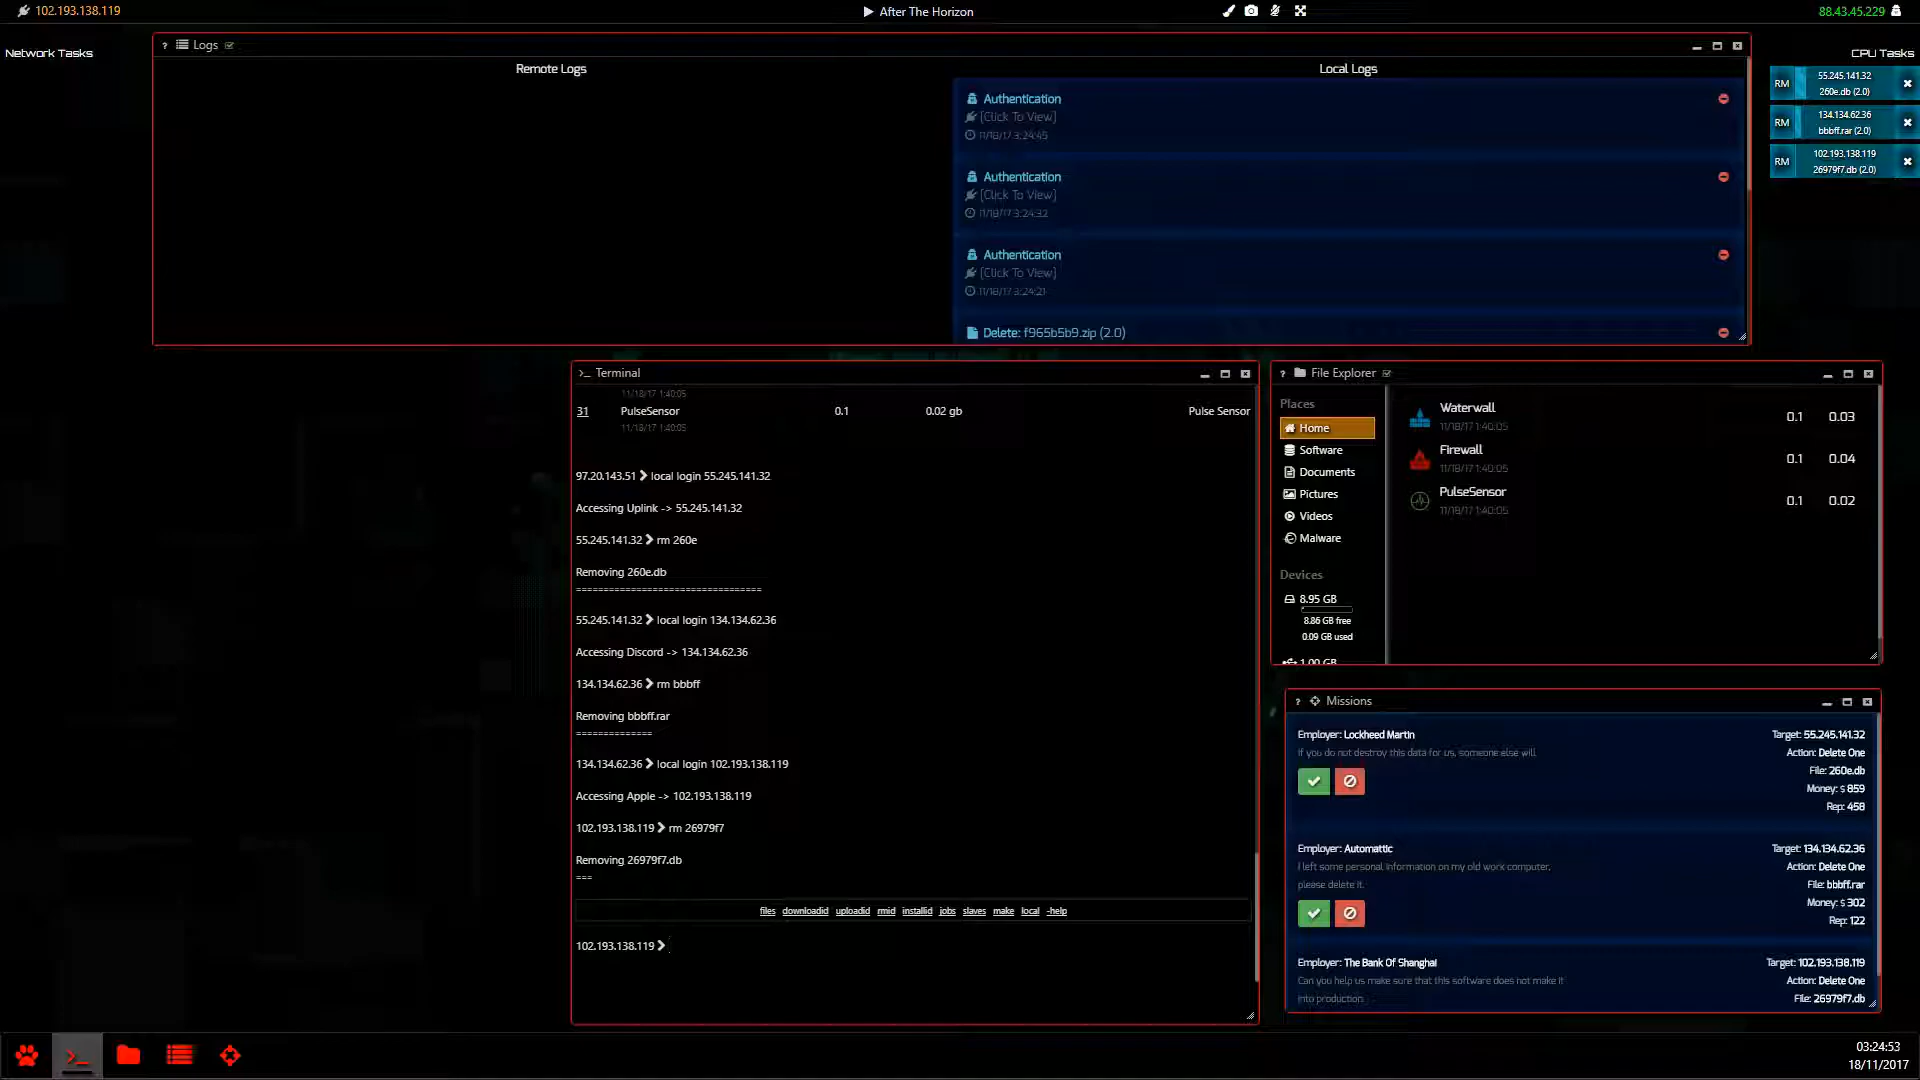 102.193.138.119
After The Horizon
88.43.45.229
Network Tasks
? Logs
Remote Logs
Local Logs
Authentication
[Click To View]
11/18/17 3:24:45
Authentication
[Click To View]
11/18/17 3:24:32
Authentication
[Click To View]
11/18/17 3:24:21
Delete: f965b5b9.zip (2.0)
CPU Tasks
RM
55.245.141.32
260e.db (2.0)
RM
134.134.62.36
bbbff.rar (2.0)
RM
102.193.138.119
26979f7.db (2.0)
>_ Terminal
11/18/17 1:40:05
31 PulseSensor 0.1 0.02 gb Pulse Sensor
11/18/17 1:40:05
97.20.143.51 > local login 55.245.141.32
Accessing Uplink -> 55.245.141.32
55.245.141.32 > rm 260e
Removing 260e.db
==================================
55.245.141.32 > local login 134.134.62.36
Accessing Discord -> 134.134.62.36
134.134.62.36 > rm bbbff
Removing bbbff.rar
==============
134.134.62.36 > local login 102.193.138.119
Accessing Apple -> 102.193.138.119
102.193.138.119 > rm 26979f7
Removing 26979f7.db
===
files downloadid uploadid rmid installid jobs slaves make local -help
102.193.138.119 >
? File Explorer
Places
Home
Software
Documents
Pictures
Videos
Malware
Devices
8.95 GB
8.86 GB free
0.09 GB used
1.00 GB
Waterwall 0.1 0.03
11/18/17 1:40:05
Firewall 0.1 0.04
11/18/17 1:40:05
PulseSensor 0.1 0.02
11/18/17 1:40:05
? Missions
Employer: Lockheed Martin
If you do not destroy this data for us, someone else will.
Target: 55.245.141.32
Action: Delete One
File: 260e.db
Money: $ 859
Rep: 458
Employer: Automattic
I left some personal information on my old work computer,
please delete it.
Target: 134.134.62.36
Action: Delete One
File: bbbff.rar
Money: $ 302
Rep: 122
Employer: The Bank Of Shanghai
Can you help us make sure that this software does not make it
into production.
Target: 102.193.138.119
Action: Delete One
File: 26979f7.db
03:24:53
18/11/2017